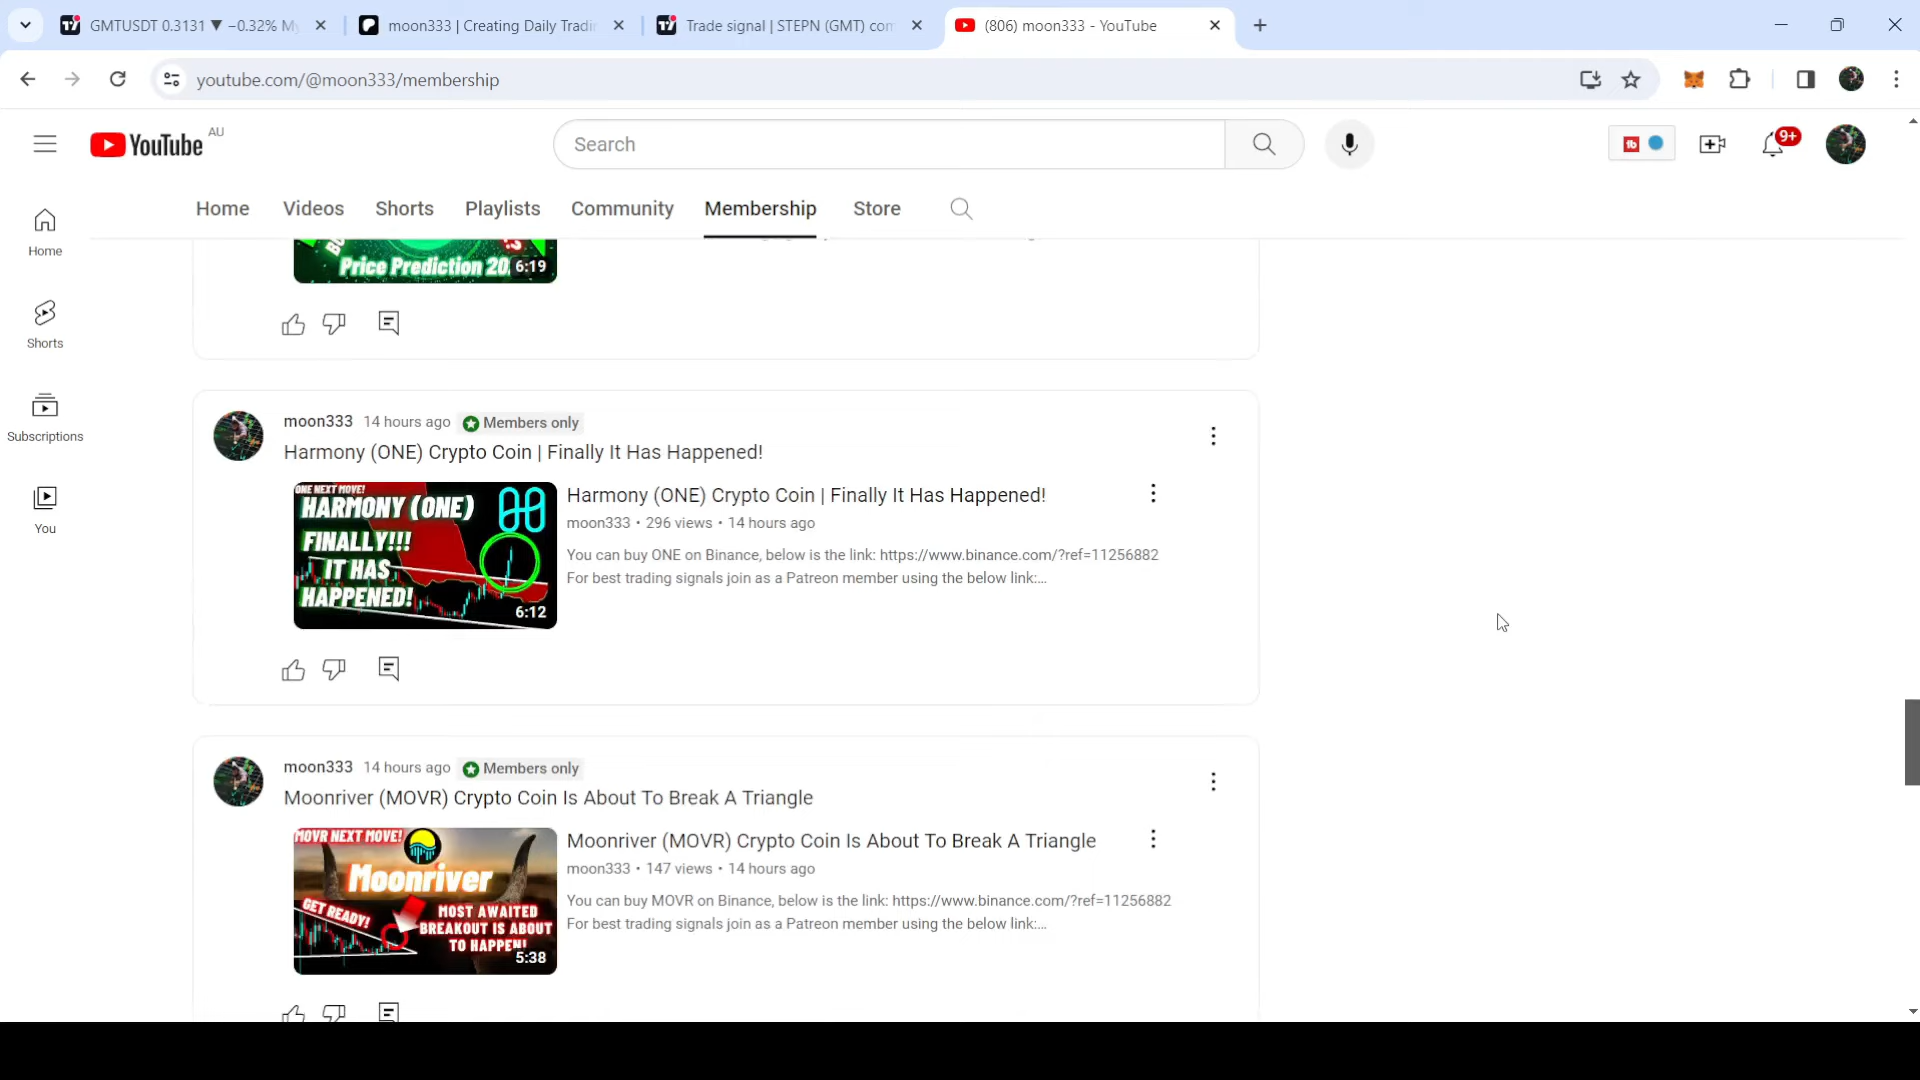 GMTUSDT 0.3131 ▼ −0.32% My
moon333 | Creating Daily Tradin
Trade signal | STEPN (GMT) com
(806) moon333 - YouTube
youtube.com/@moon333/membership
YouTube AU
Search
9+
Home
Videos
Shorts
Playlists
Community
Membership
Store
Home
Shorts
Subscriptions
You
Price Prediction 20
6:19
moon333 14 hours ago Members only
Harmony (ONE) Crypto Coin | Finally It Has Happened!
ONE NEXT MOVE!
HARMONY (ONE)
FINALLY!!!
IT HAS
HAPPENED!
6:12
Harmony (ONE) Crypto Coin | Finally It Has Happened!
moon333 • 296 views • 14 hours ago
You can buy ONE on Binance, below is the link: https://www.binance.com/?ref=11256882
For best trading signals join as a Patreon member using the below link:...
moon333 14 hours ago Members only
Moonriver (MOVR) Crypto Coin Is About To Break A Triangle
MOVR NEXT MOVE!
Moonriver
GET READY!
MOST AWAITED
BREAKOUT IS ABOUT
TO HAPPEN!
5:38
Moonriver (MOVR) Crypto Coin Is About To Break A Triangle
moon333 • 147 views • 14 hours ago
You can buy MOVR on Binance, below is the link: https://www.binance.com/?ref=11256882
For best trading signals join as a Patreon member using the below link:...